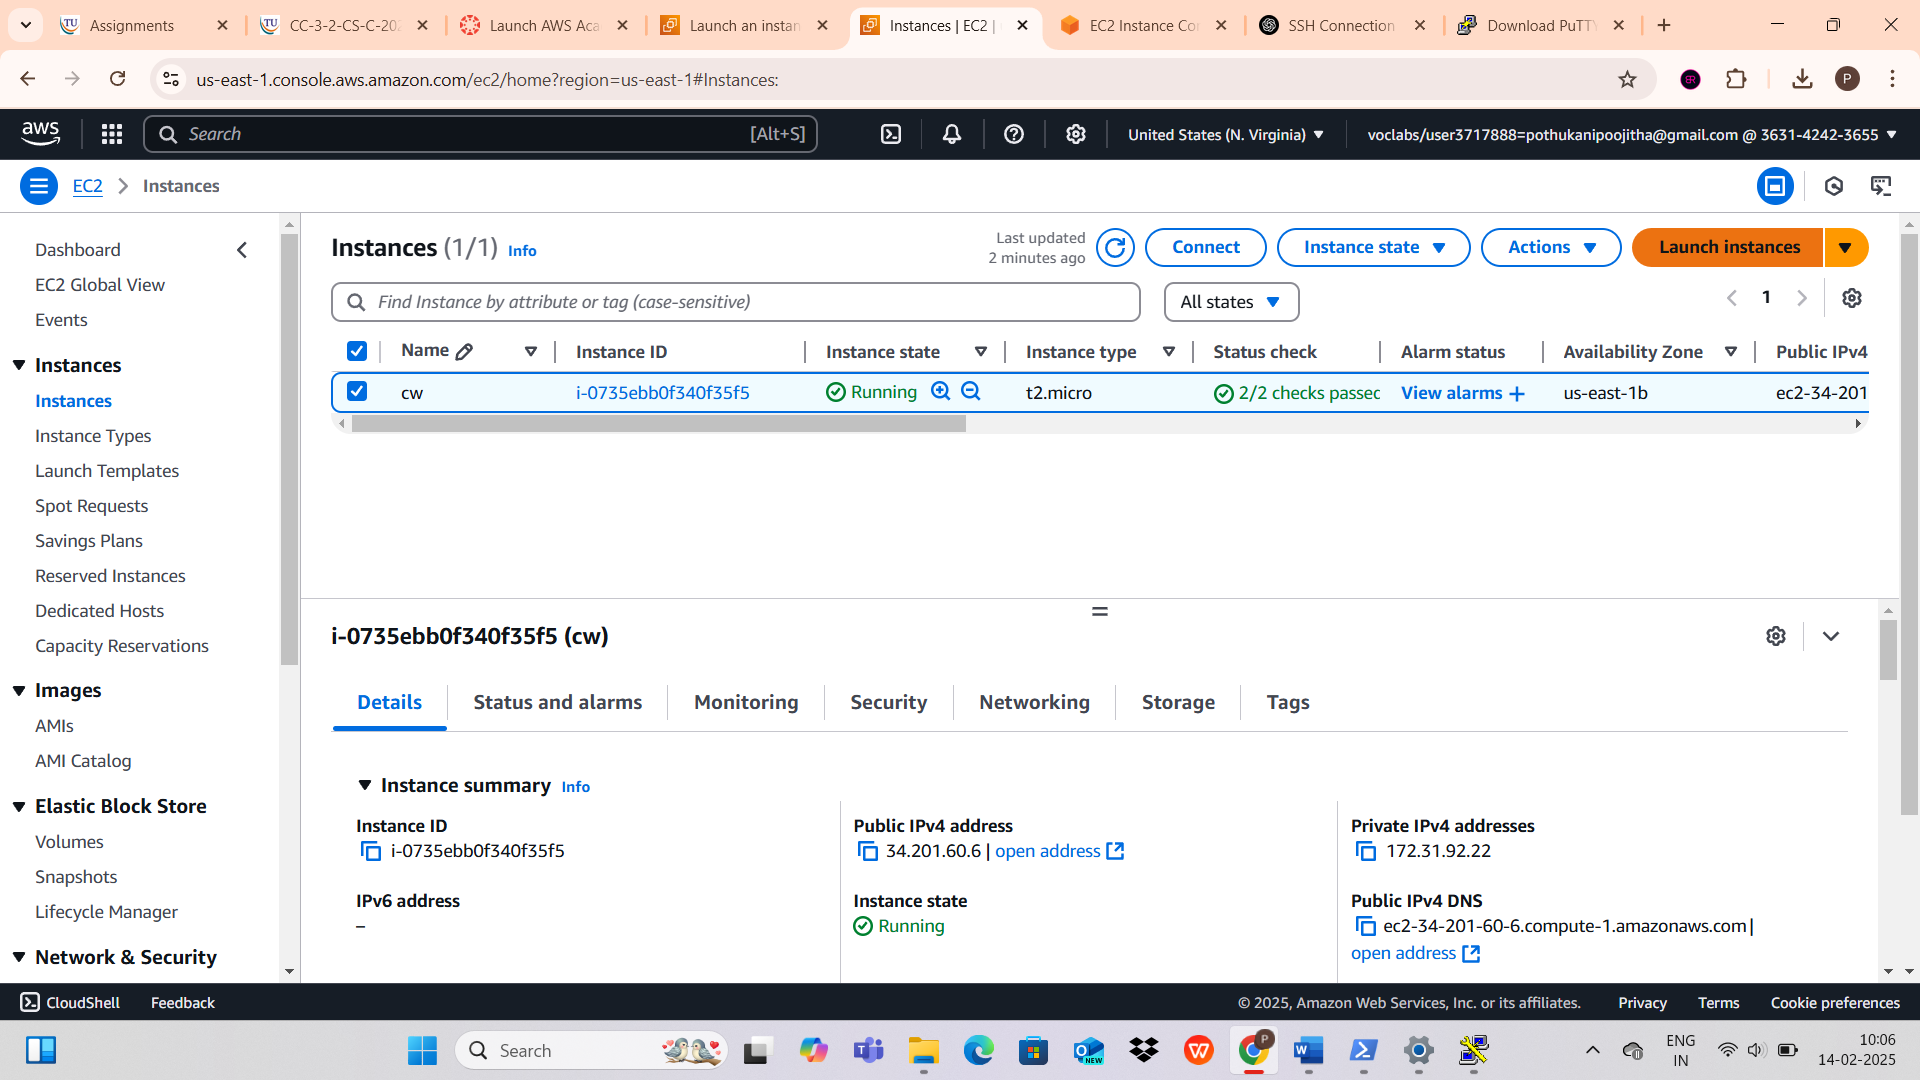 Assignments
CC-3-2-CS-C-202
Launch AWS Aca
Launch an instan
Instances | EC2 |
EC2 Instance Co
SSH Connection
Download PuTTY
us-east-1.console.aws.amazon.com/ec2/home?region=us-east-1#Instances:
P
aws
Search
[Alt+S]
United States (N. Virginia)
voclabs/user3717888=pothukanipoojitha@gmail.com @ 3631-4242-3655
EC2
Instances
Dashboard
EC2 Global View
Events
Instances
Instances
Instance Types
Launch Templates
Spot Requests
Savings Plans
Reserved Instances
Dedicated Hosts
Capacity Reservations
Images
AMIs
AMI Catalog
Elastic Block Store
Volumes
Snapshots
Lifecycle Manager
Network & Security
Instances (1/1) Info
Last updated
2 minutes ago
Connect
Instance state
Actions
Launch instances
Find Instance by attribute or tag (case-sensitive)
All states
1
Name
Instance ID
Instance state
Instance type
Status check
Alarm status
Availability Zone
Public IPv4
cw
i-0735ebb0f340f35f5
Running
t2.micro
2/2 checks passec
View alarms +
us-east-1b
ec2-34-201
i-0735ebb0f340f35f5 (cw)
Details
Status and alarms
Monitoring
Security
Networking
Storage
Tags
Instance summary Info
Instance ID
i-0735ebb0f340f35f5
Public IPv4 address
34.201.60.6 | open address
Private IPv4 addresses
172.31.92.22
IPv6 address
–
Instance state
Running
Public IPv4 DNS
ec2-34-201-60-6.compute-1.amazonaws.com |
open address
CloudShell
Feedback
© 2025, Amazon Web Services, Inc. or its affiliates.
Privacy
Terms
Cookie preferences
Search
ENG
IN
10:06
14-02-2025